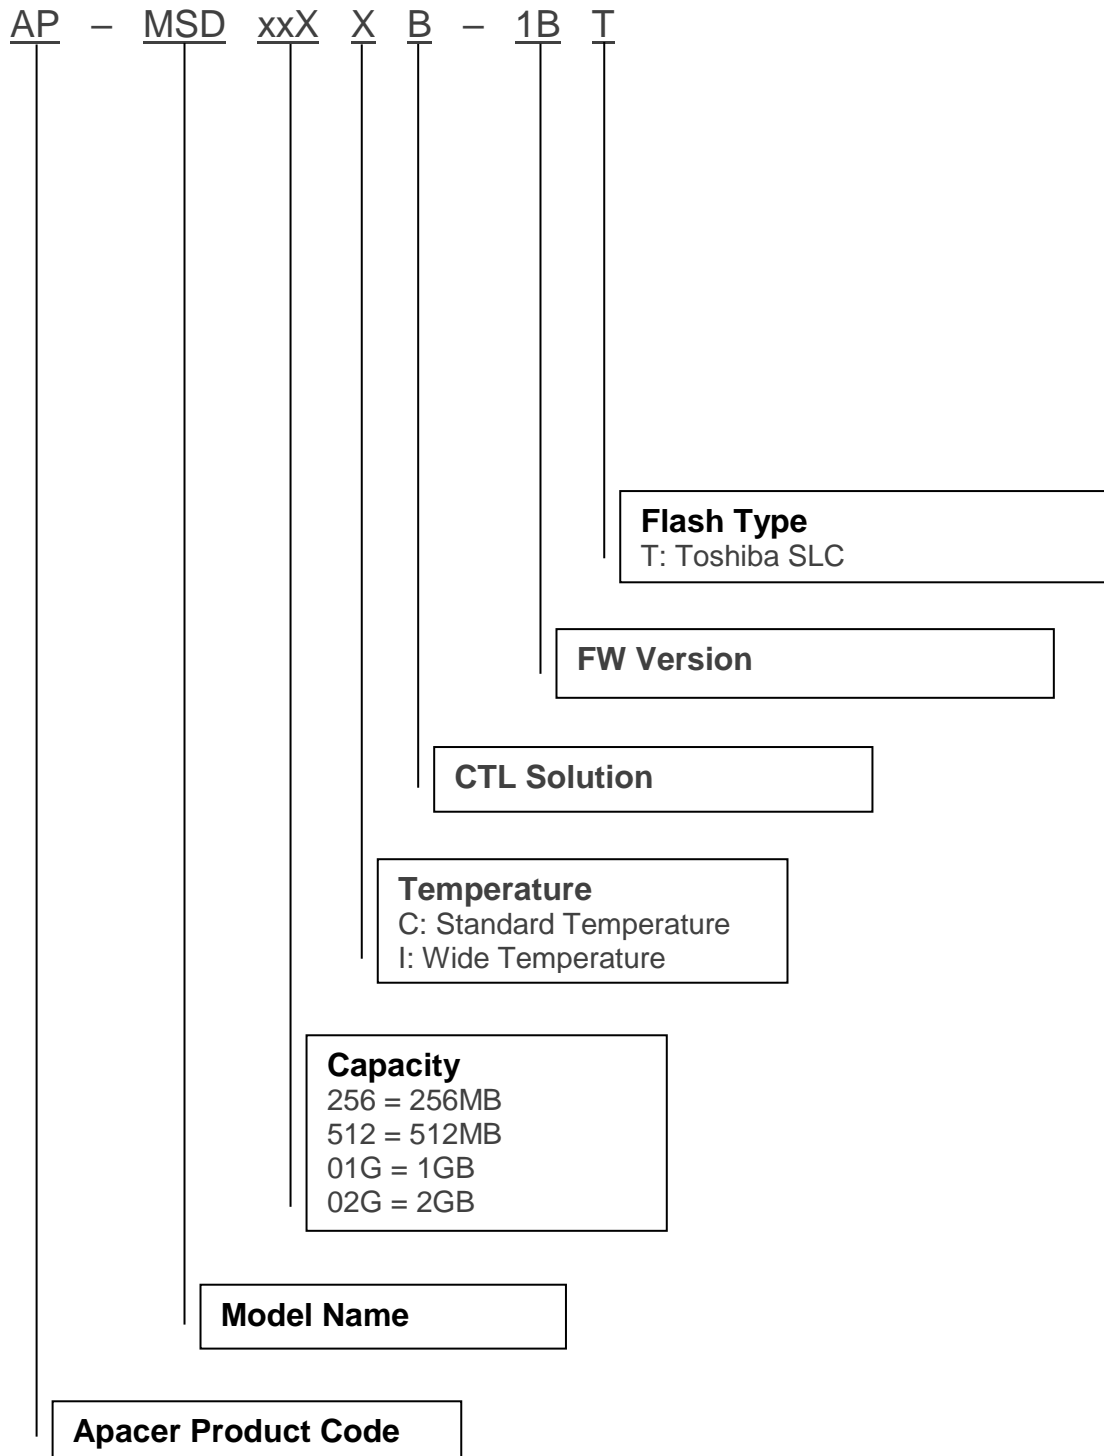 AP – MSD xxX X B – 1B T
Flash Type
T: Toshiba SLC
FW Version
CTL Solution
Temperature
C: Standard Temperature
I: Wide Temperature
Capacity
256 = 256MB
512 = 512MB
01G = 1GB
02G = 2GB
Model Name
Apacer Product Code